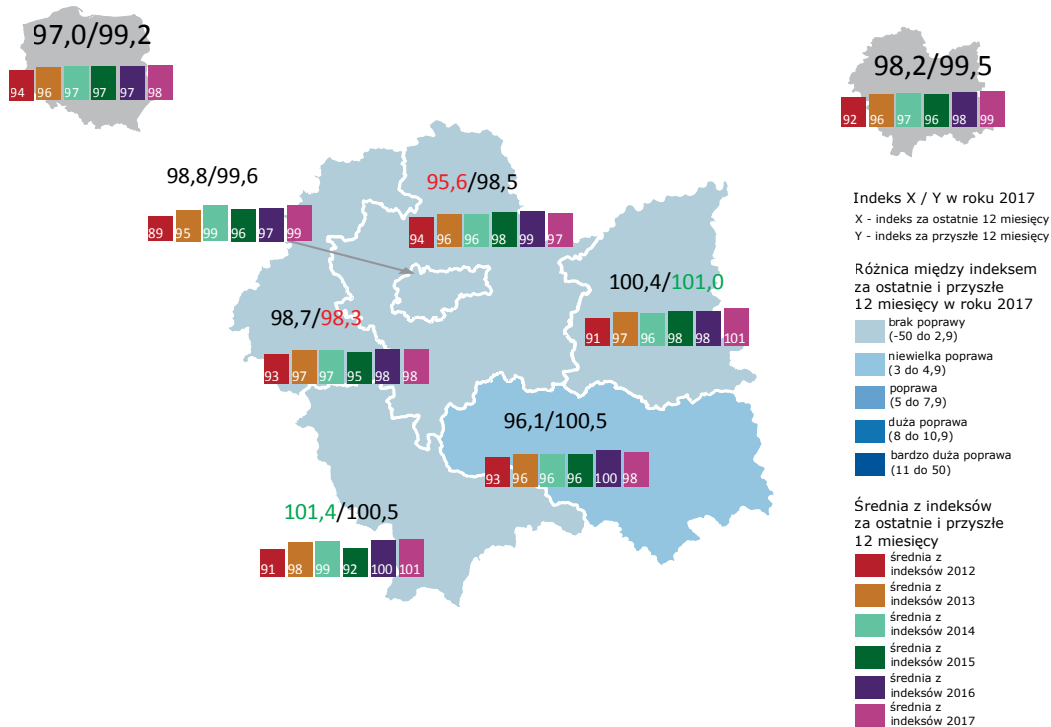 97,0/99,2
94 96 97 97 97 98
98,2/99,5
92 96 97 96 98 99
98,8/99,6
89 95 99 96 97 99
95,6/98,5
94 96 96 98 99 97
100,4/101,0
91 97 96 98 98 101
98,7/98,3
93 97 97 95 98 98
96,1/100,5
93 96 96 96 100 98
101,4/100,5
91 98 99 92 100 101
Indeks X / Y w roku 2017
X - indeks za ostatnie 12 miesięcy
Y - indeks za przyszłe 12 miesięcy
Różnica między indeksem
za ostatnie i przyszłe
12 miesięcy w roku 2017
brak poprawy
(-50 do 2,9)
niewielka poprawa
(3 do 4,9)
poprawa
(5 do 7,9)
duża poprawa
(8 do 10,9)
bardzo duża poprawa
(11 do 50)
Średnia z indeksów
za ostatnie i przyszłe
12 miesięcy
średnia z
indeksów 2012
średnia z
indeksów 2013
średnia z
indeksów 2014
średnia z
indeksów 2015
średnia z
indeksów 2016
średnia z
indeksów 2017